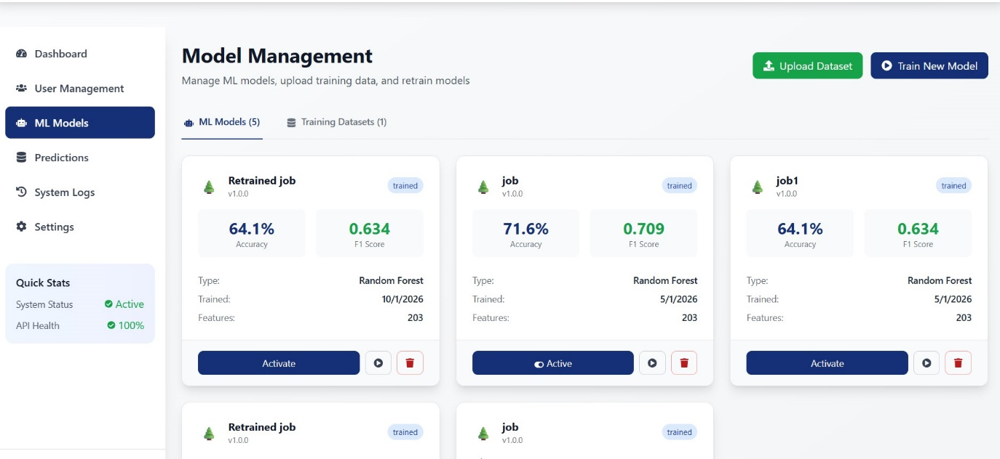 Dashboard
User Management
ML Models
Predictions
System Logs
Settings
Quick Stats
System Status Active
API Health 100%
Model Management
Manage ML models, upload training data, and retrain models
Upload Dataset
Train New Model
ML Models (5)
Training Datasets (1)
Retrained job
v1.0.0
trained
64.1%
Accuracy
0.634
F1 Score
Type: Random Forest
Trained: 10/1/2026
Features: 203
Activate
job
v1.0.0
trained
71.6%
Accuracy
0.709
F1 Score
Type: Random Forest
Trained: 5/1/2026
Features: 203
Active
job1
v1.0.0
trained
64.1%
Accuracy
0.634
F1 Score
Type: Random Forest
Trained: 5/1/2026
Features: 203
Activate
Retrained job
v1.0.0
trained
job
v1.0.0
trained